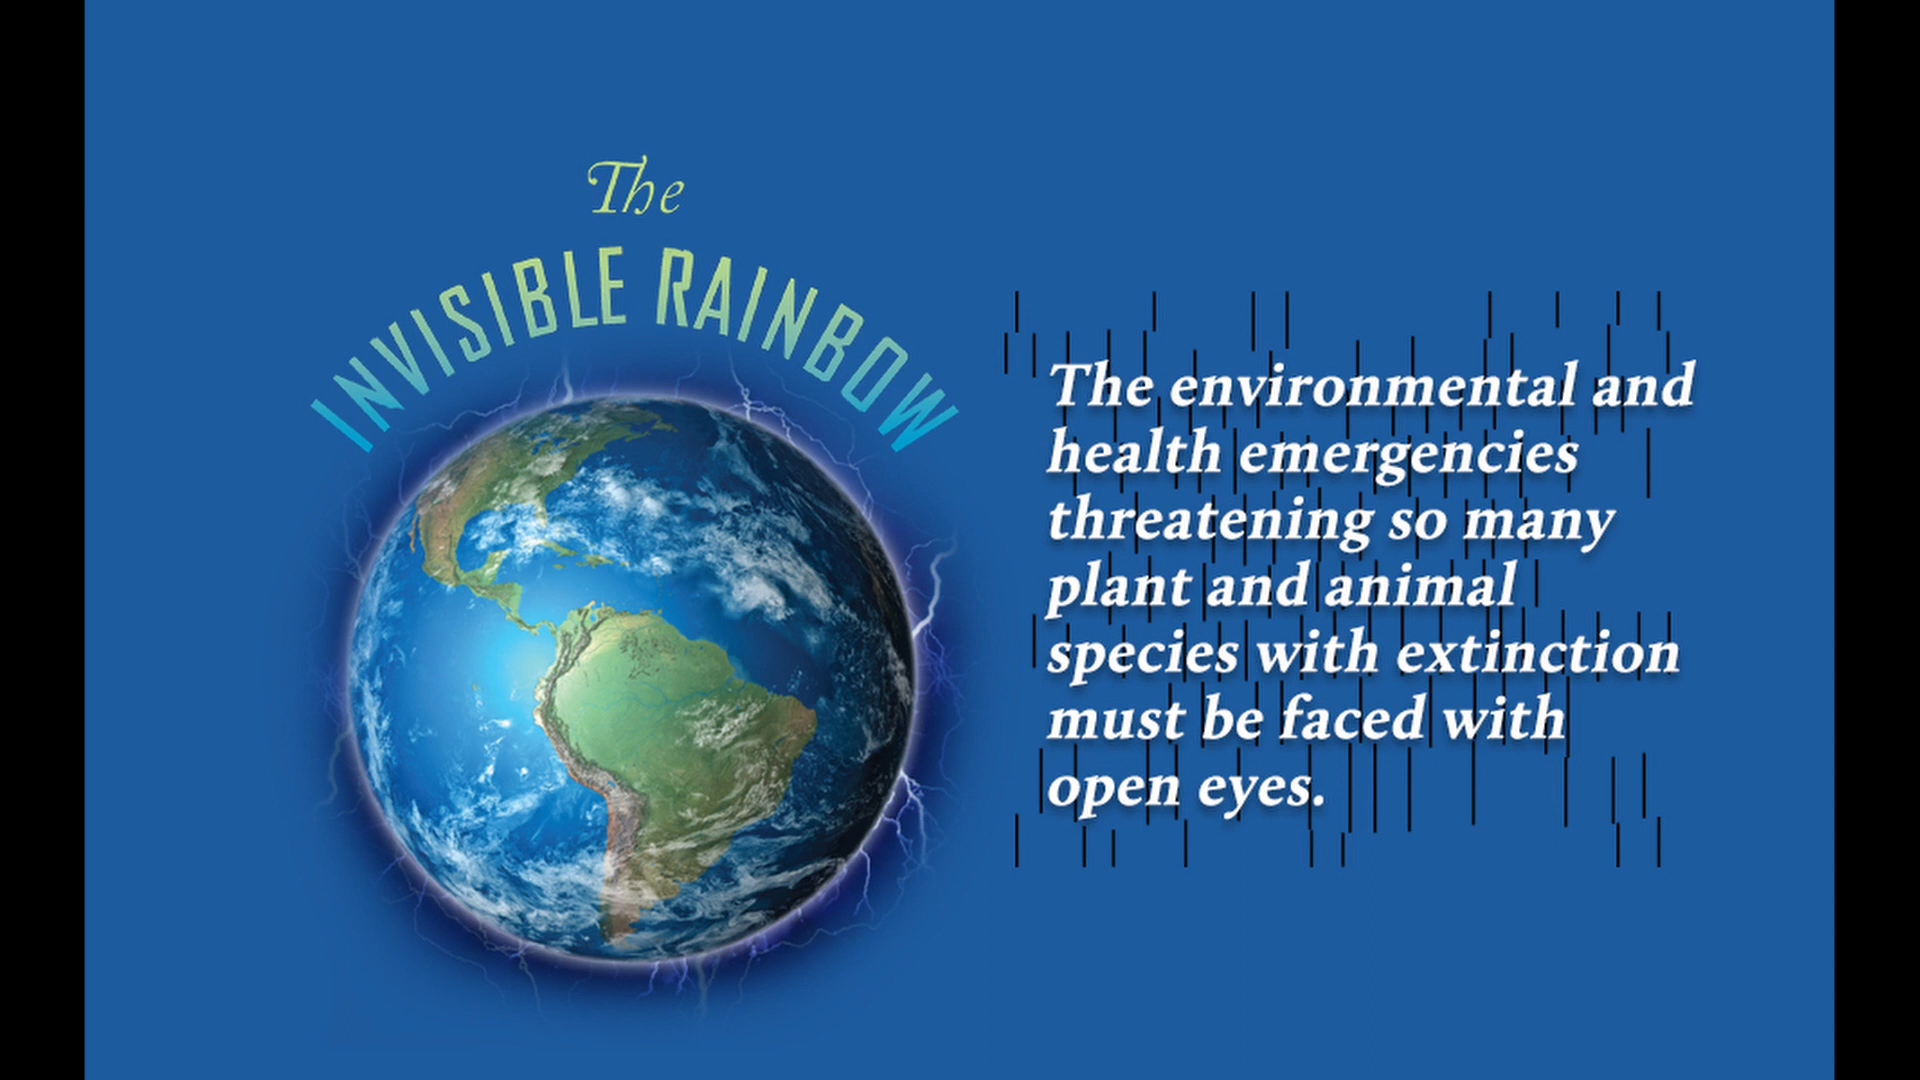 The
INVISIBLE RAINBOW
The environmental and
health emergencies
threatening so many
plant and animal
species with extinction
must be faced with
open eyes.